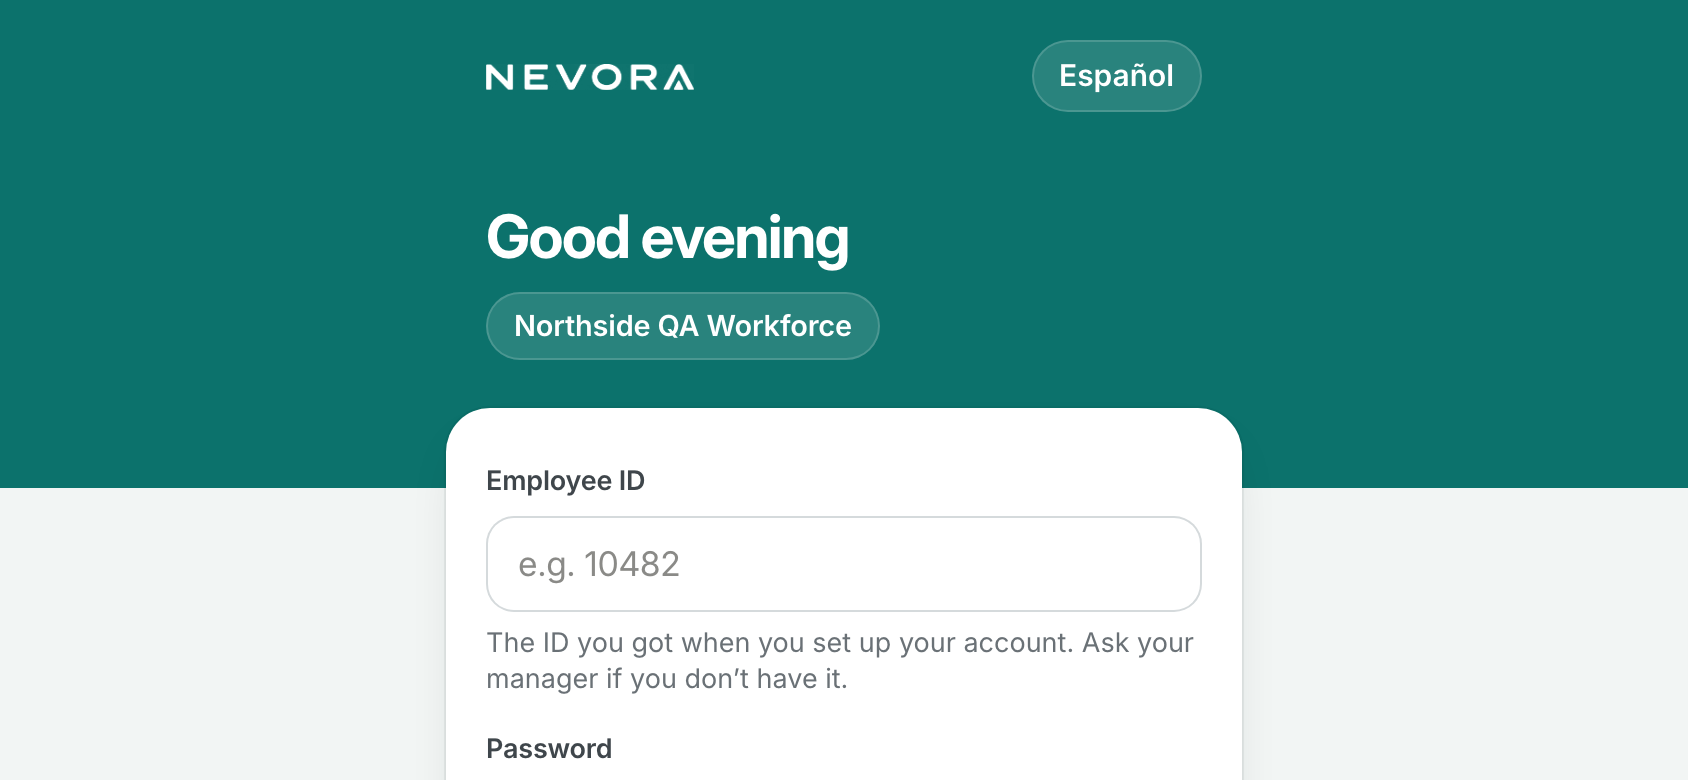 NEVORA
Español
Good evening
Northside QA Workforce
Employee ID
e.g. 10482
The ID you got when you set up your account. Ask your
manager if you don’t have it.
Password